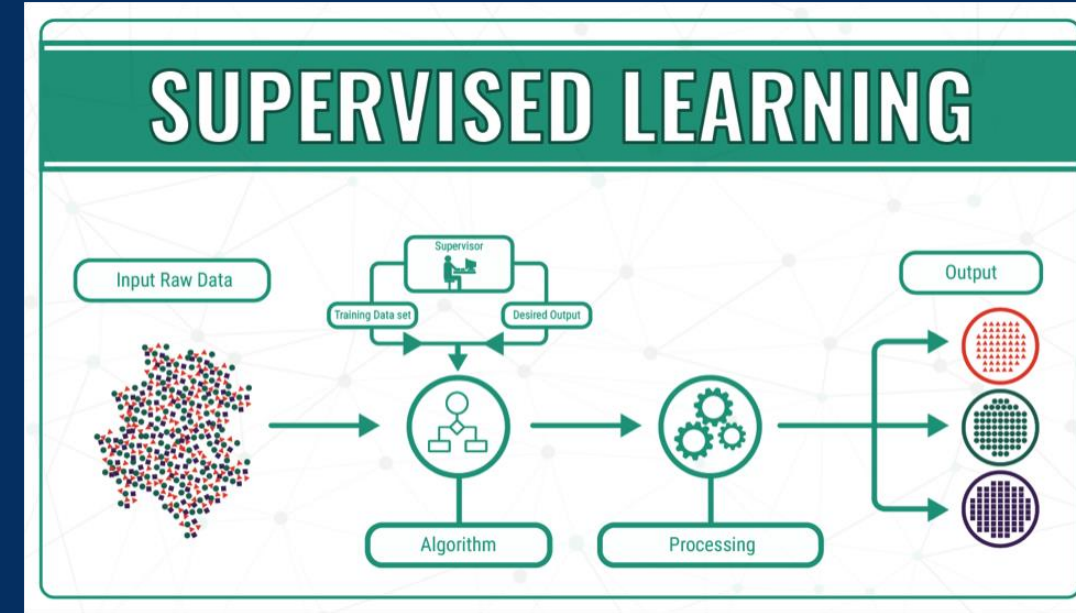 SUPERVISED LEARNING
Input Raw Data
Supervisor
Training Data set
Desired Output
Algorithm
Processing
Output